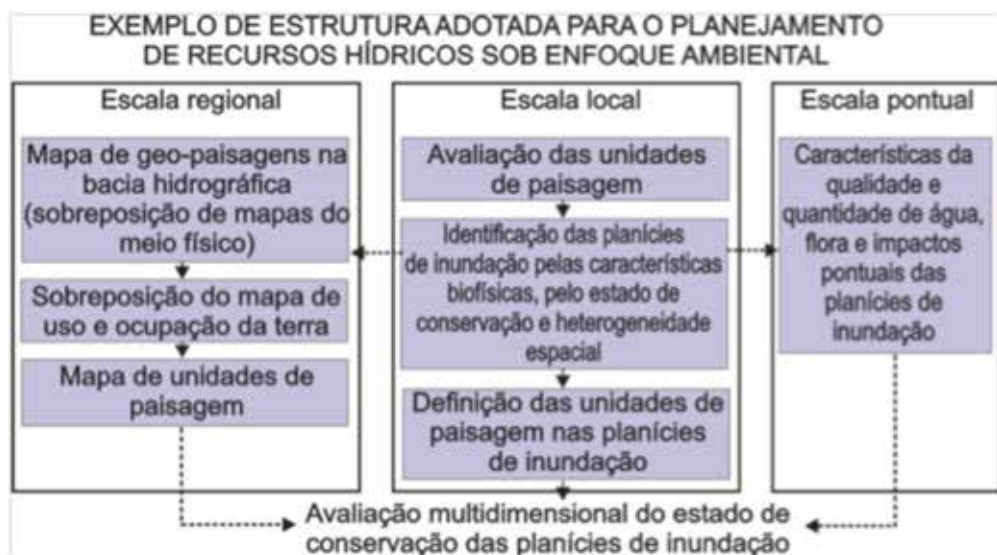 EXEMPLO DE ESTRUTURA ADOTADA PARA O PLANEJAMENTO
DE RECURSOS HÍDRICOS SOB ENFOQUE AMBIENTAL
Escala regional
Mapa de geo-paisagens na
bacia hidrográfica
(sobreposição de mapas do
meio físico)
Sobreposição do mapa de
uso e ocupação da terra
Mapa de unidades de
paisagem
Escala local
Avaliação das unidades
de paisagem
Identificação das planícies
de inundação pelas características
biofísicas, pelo estado de
conservação e heterogeneidade
espacial
Definição das unidades de
paisagem nas planícies
de inundação
Escala pontual
Características da
qualidade e
quantidade de água,
flora e impactos
pontuais das
planícies de
inundação
Avaliação multidimensional do estado de
conservação das planícies de inundação